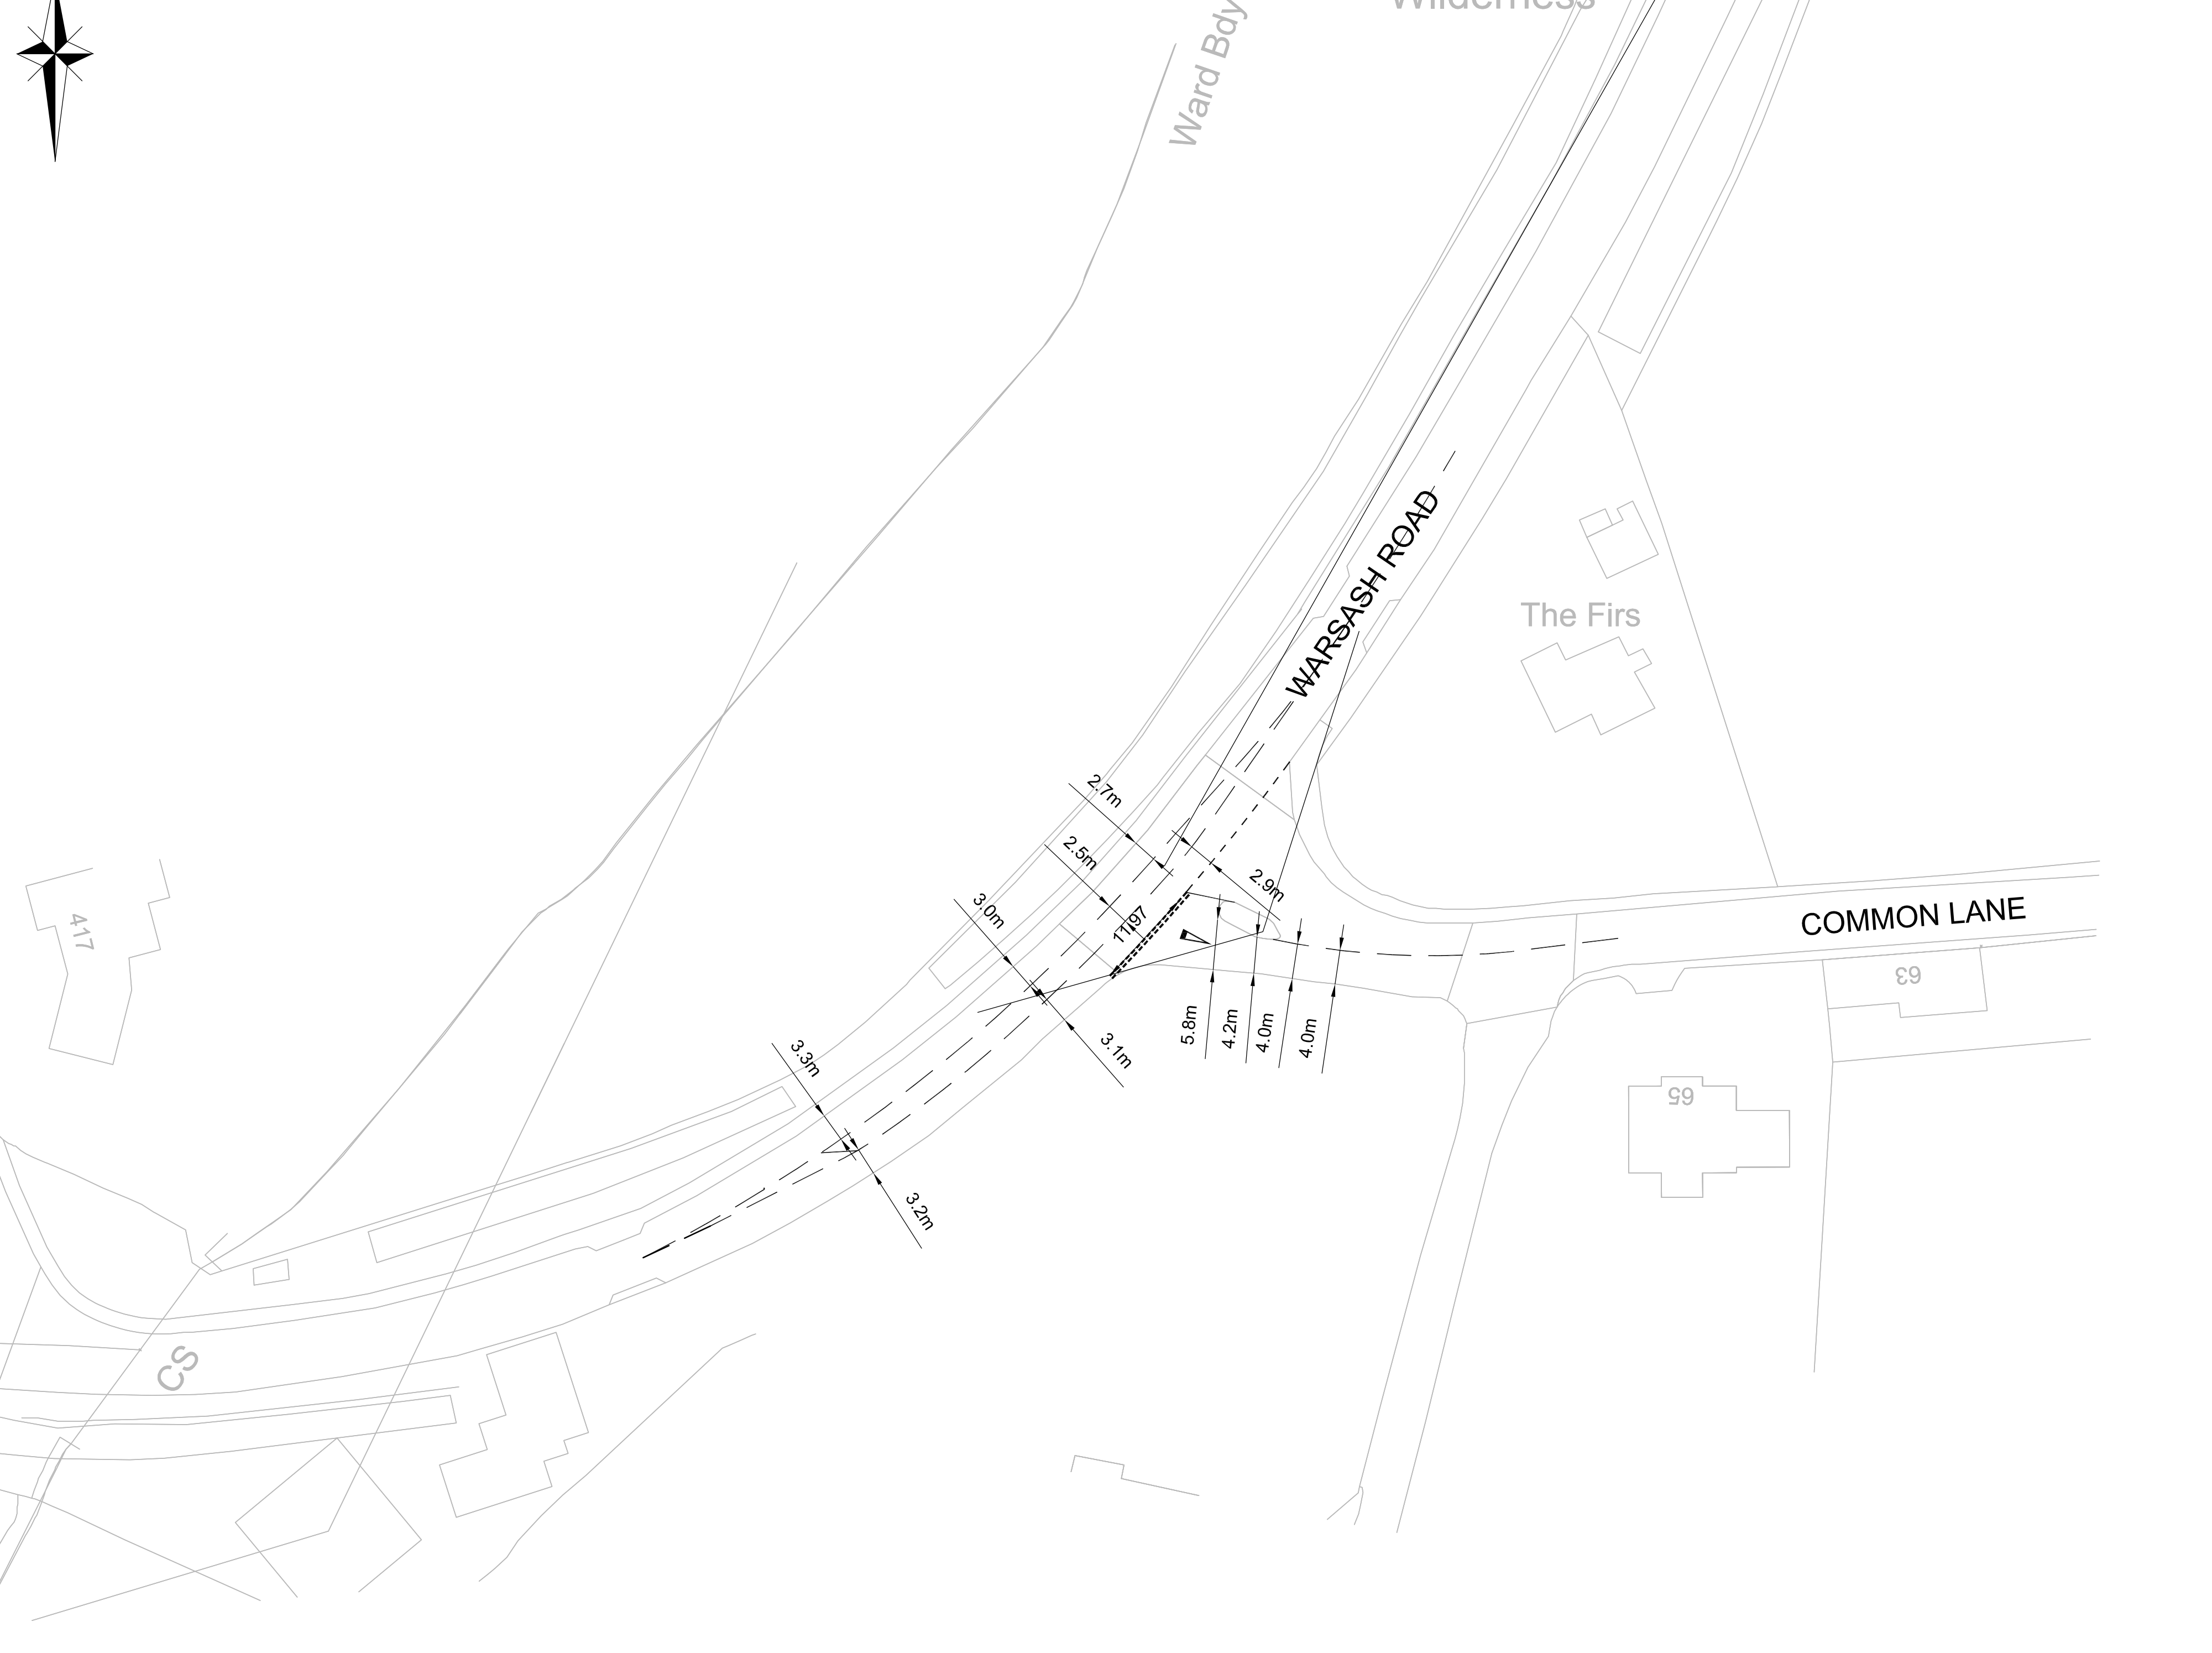 Wilderness
Ward Bdy
WARSASH ROAD
The Firs
2.7m
2.5m
2.9m
3.0m
11.97
COMMON LANE
417
63
3.3m
3.1m
5.8m
4.2m
4.0m
4.0m
65
3.2m
CS